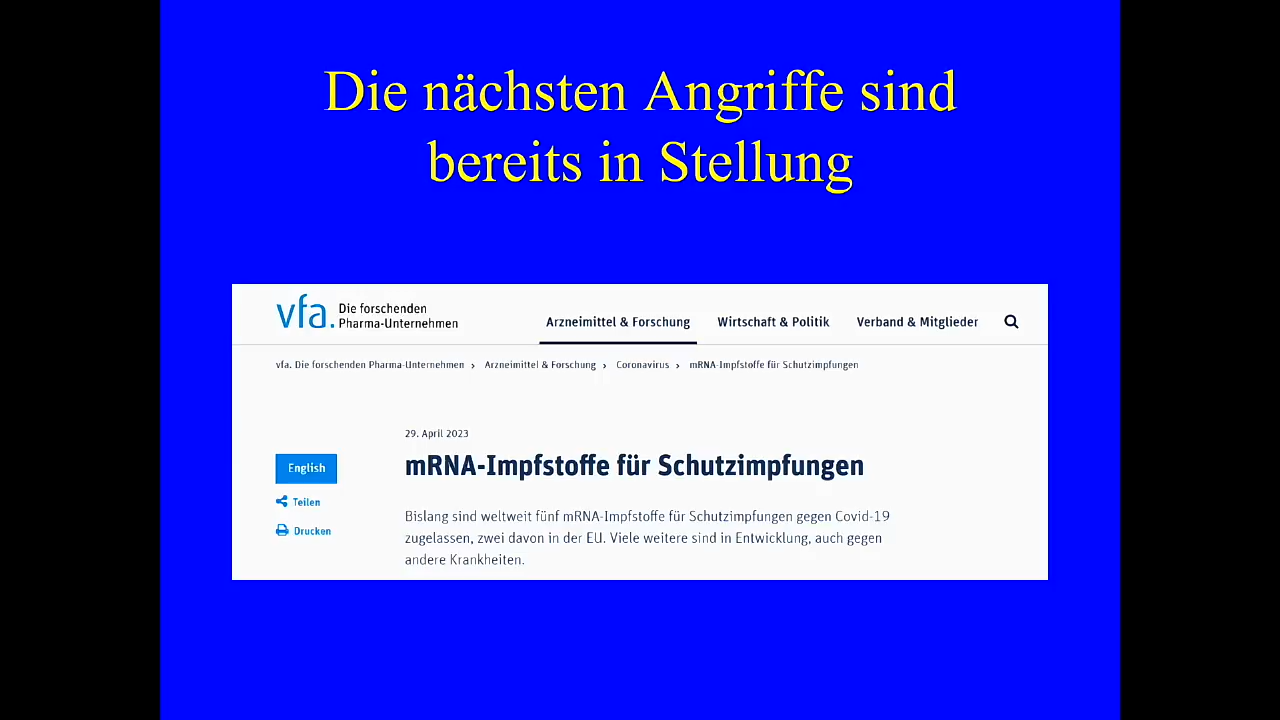 Die nächsten Angriffe sind
bereits in Stellung
vfa. Die forschenden
Pharma-Unternehmen
Arzneimittel & Forschung Wirtschaft & Politik Verband & Mitglieder
vfa. Die forschenden Pharma-Unternehmen › Arzneimittel & Forschung › Coronavirus › mRNA-Impfstoffe für Schutzimpfungen
29. April 2023
English
mRNA-Impfstoffe für Schutzimpfungen
Teilen
Drucken
Bislang sind weltweit fünf mRNA-Impfstoffe für Schutzimpfungen gegen Covid-19
zugelassen, zwei davon in der EU. Viele weitere sind in Entwicklung, auch gegen
andere Krankheiten.